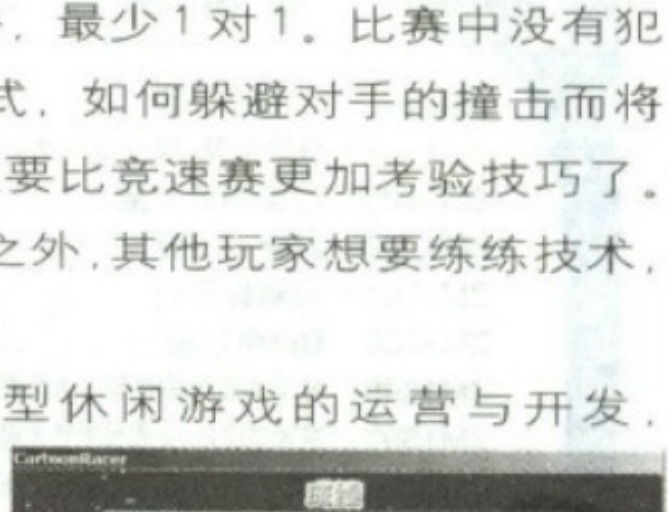 ，最少1对1。比赛中没有犯
式，如何躲避对手的撞击而将
要比竞速赛更加考验技巧了。
之外，其他玩家想要练练技术，
型休闲游戏的运营与开发，
CartoonRacer